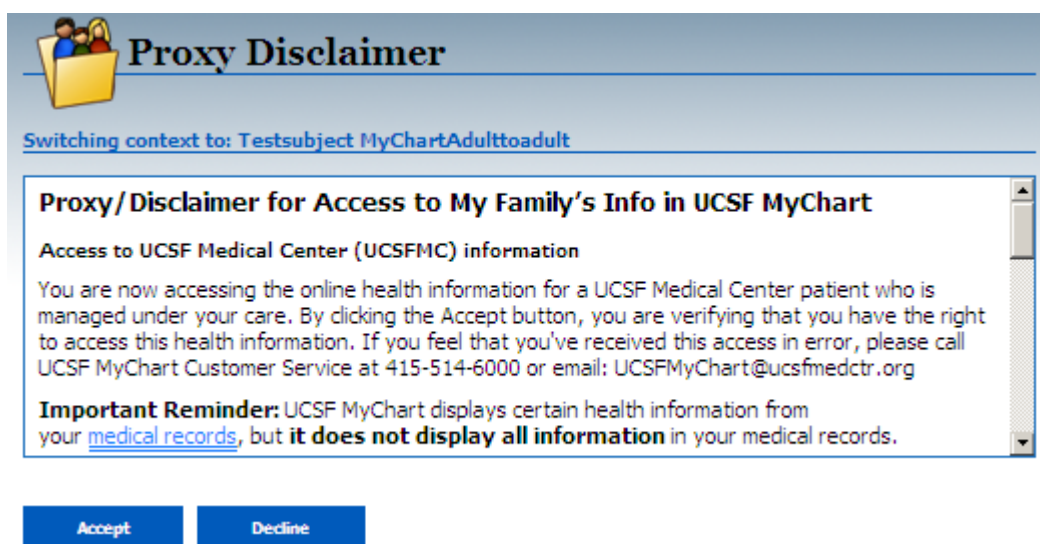 Proxy Disclaimer
Switching context to: Testsubject MyChartAdulttoadult
Proxy/Disclaimer for Access to My Family's Info in UCSF MyChart
Access to UCSF Medical Center (UCSFMC) information
You are now accessing the online health information for a UCSF Medical Center patient who is
managed under your care. By clicking the Accept button, you are verifying that you have the right
to access this health information. If you feel that you've received this access in error, please call
UCSF MyChart Customer Service at 415-514-6000 or email: UCSFMyChart@ucsfmedctr.org
Important Reminder: UCSF MyChart displays certain health information from
your medical records, but it does not display all information in your medical records.
Accept Decline